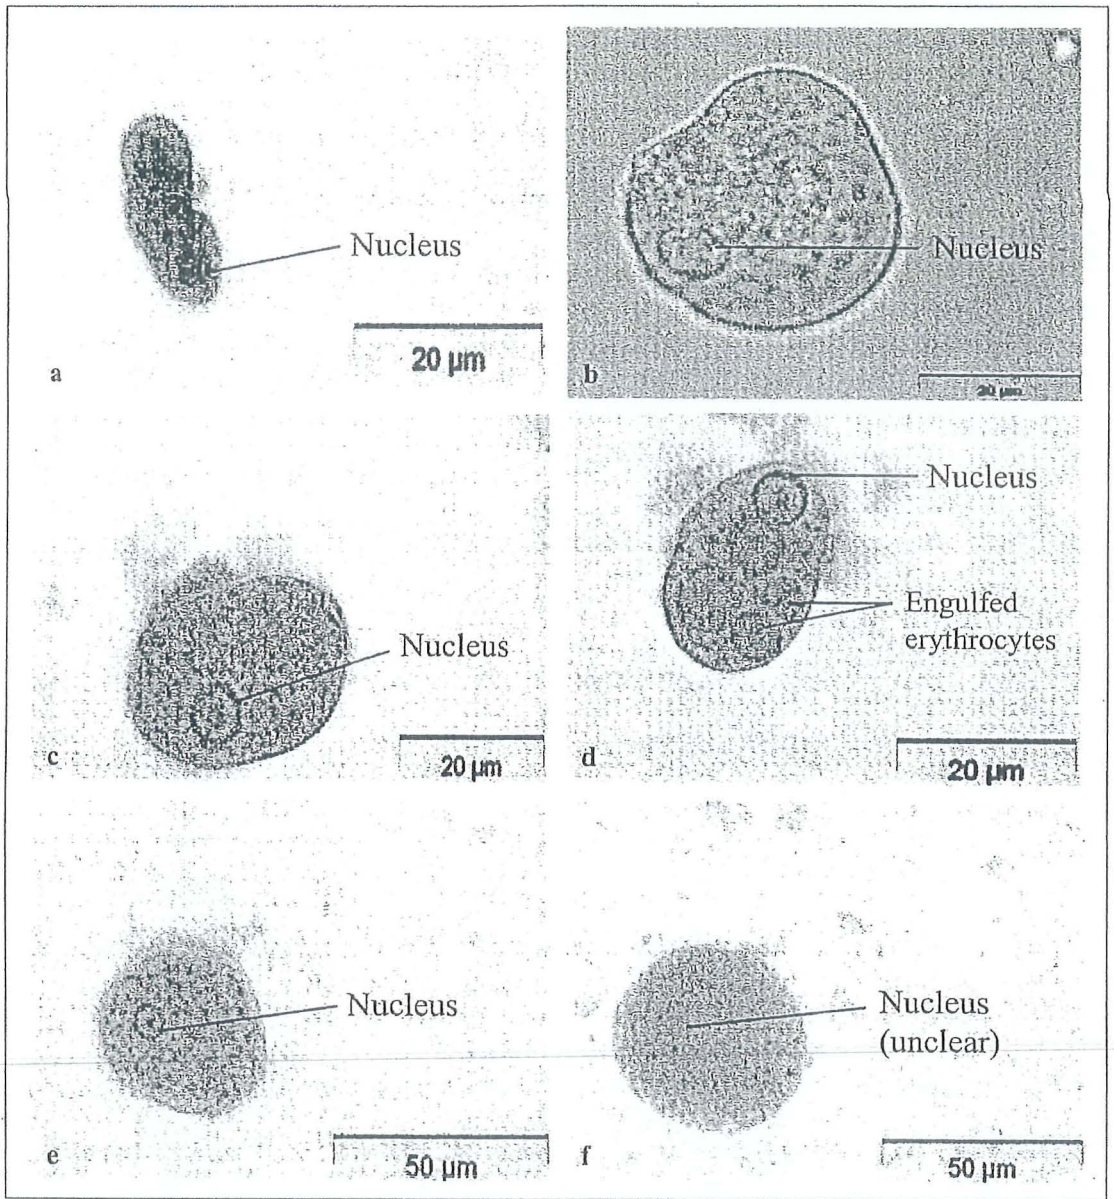 Nucleus
20 µm
a
Nucleus
b
20 µm
Nucleus
c
20 µm
Nucleus
Engulfed
erythrocytes
d
20 µm
Nucleus
e
50 µm
Nucleus
(unclear)
f
50 µm